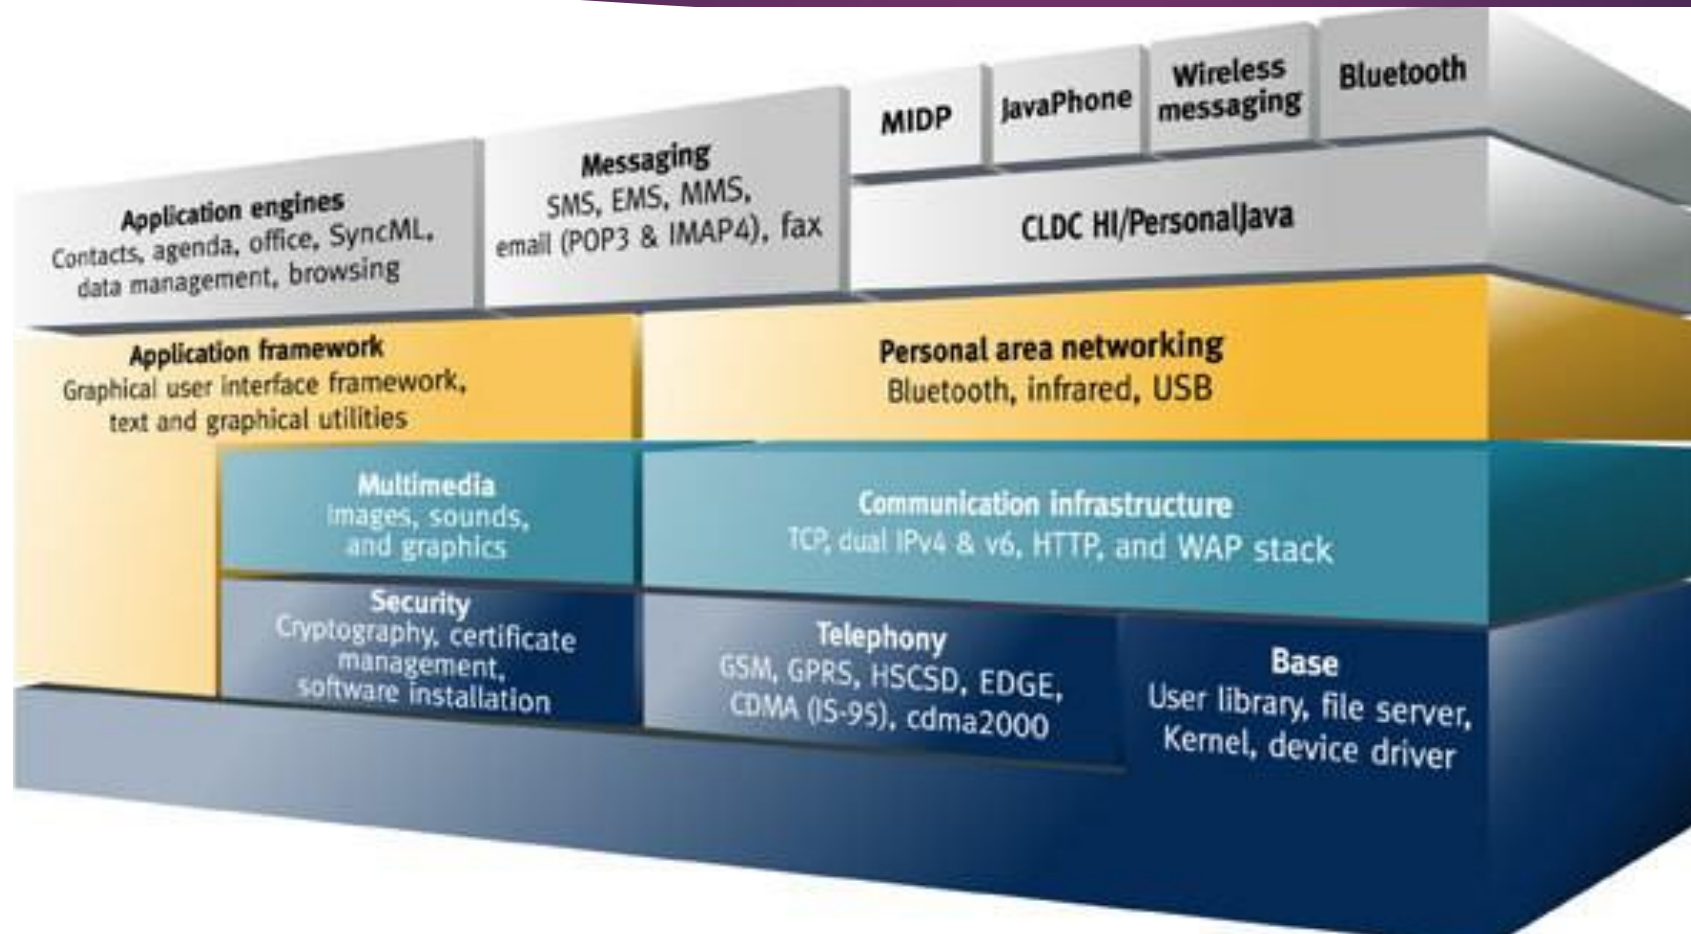 Application engines
Contacts, agenda, office, SyncML,
data management, browsing
Messaging
SMS, EMS, MMS,
email (POP3 & IMAP4), fax
MIDP
JavaPhone
Wireless
messaging
Bluetooth
CLDC HI/PersonalJava
Application framework
Graphical user interface framework,
text and graphical utilities
Personal area networking
Bluetooth, infrared, USB
Multimedia
Images, sounds,
and graphics
Communication infrastructure
TCP, dual IPv4 & v6, HTTP, and WAP stack
Security
Cryptography, certificate
management,
software installation
Telephony
GSM, GPRS, HSCSD, EDGE,
CDMA (IS-95), cdma2000
Base
User library, file server,
Kernel, device driver